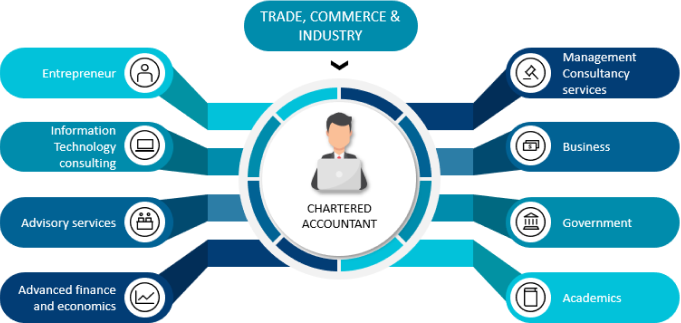 TRADE, COMMERCE &
INDUSTRY
Entrepreneur
Information
Technology
consulting
Advisory services
Advanced finance
and economics
CHARTERED
ACCOUNTANT
Management
Consultancy
services
Business
Government
Academics